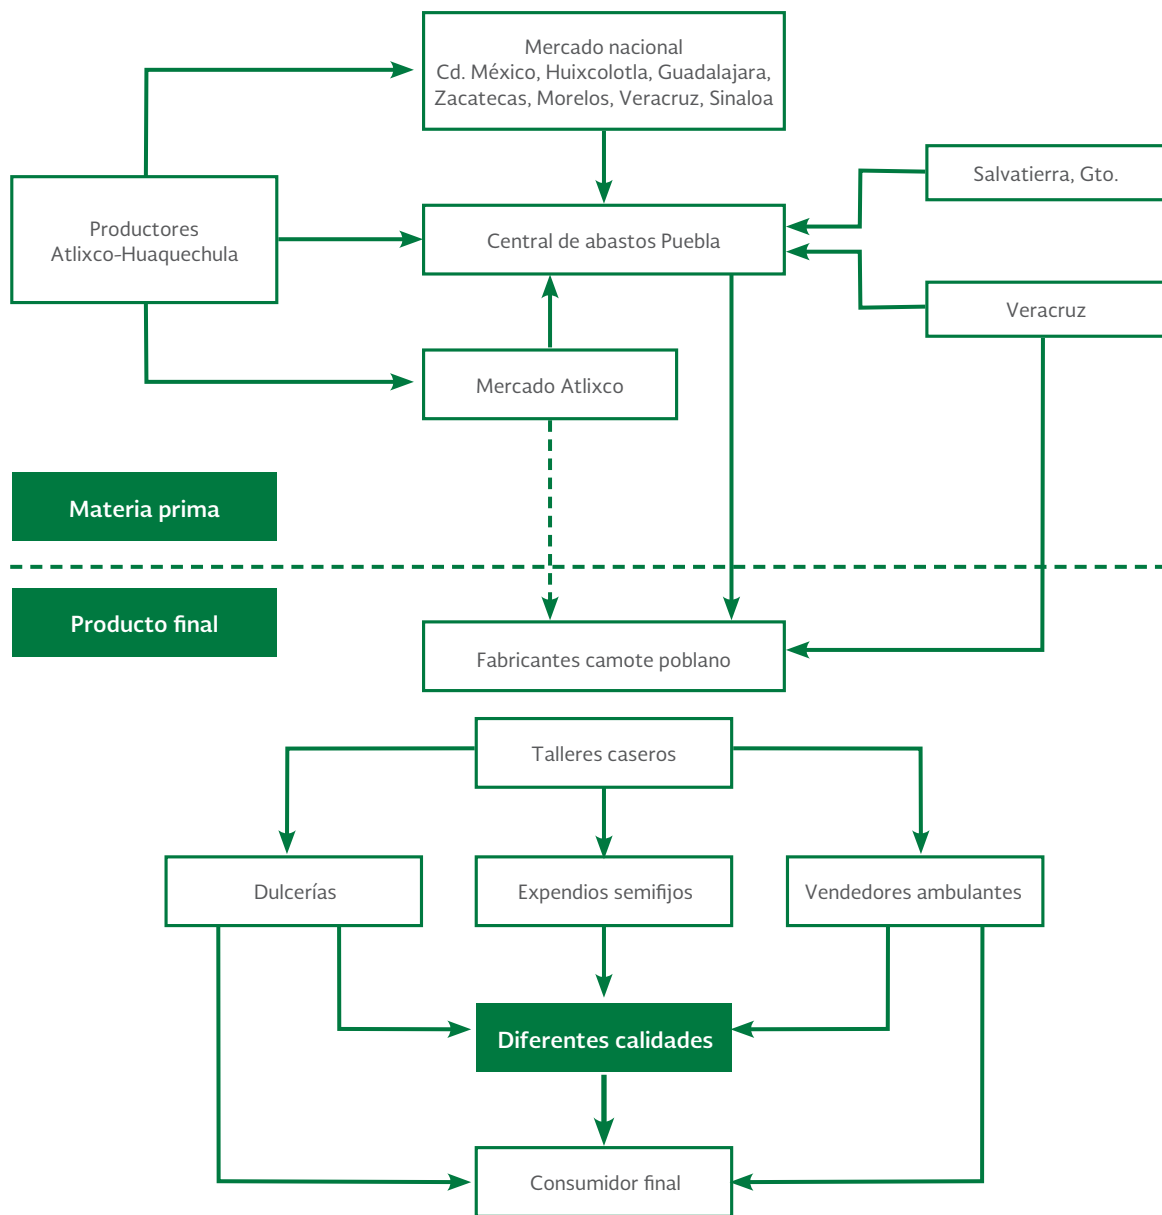 Mercado nacional
Cd. México, Huixcolotla, Guadalajara,
Zacatecas, Morelos, Veracruz, Sinaloa
Salvatierra, Gto.
Productores
Atlixco-Huaquechula
Central de abastos Puebla
Veracruz
Mercado Atlixco
Materia prima
Producto final
Fabricantes camote poblano
Talleres caseros
Dulcerías
Expendios semifijos
Vendedores ambulantes
Diferentes calidades
Consumidor final